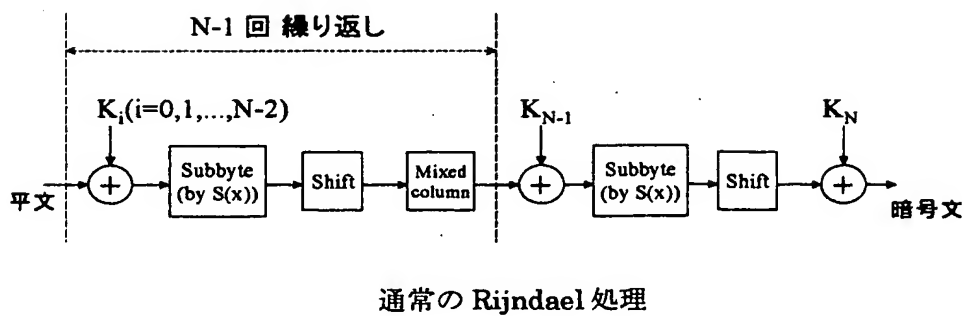 N-1 回 繰り返し
K_i(i=0,1,...,N-2)
K_{N-1}
K_N
平文
+
Subbyte
(by S(x))
Shift
Mixed
column
+
Subbyte
(by S(x))
Shift
+
暗号文
通常の Rijndael 処理